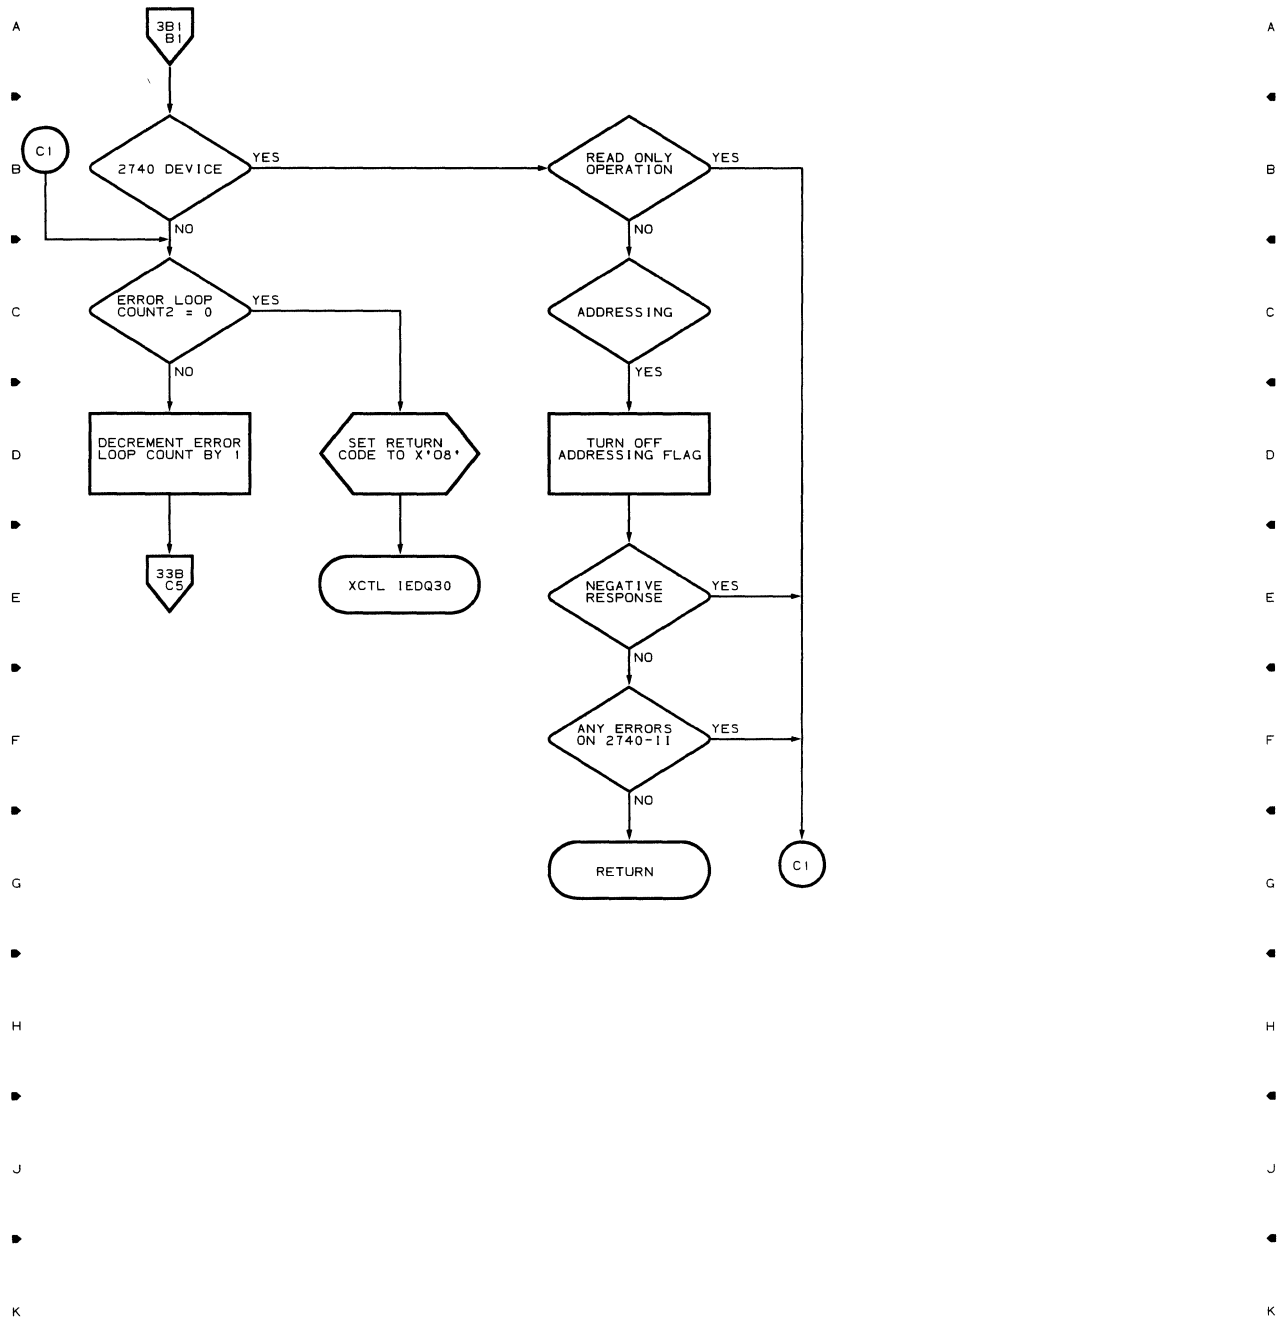 A
A
3B1
B1
C1
B
2740 DEVICE
YES
READ ONLY
OPERATION
YES
B
NO
NO
C
ERROR LOOP
COUNT2 = 0
YES
ADDRESSING
C
NO
YES
D
DECREMENT ERROR
LOOP COUNT BY 1
SET RETURN
CODE TO X'08'
TURN OFF
ADDRESSING FLAG
D
33B
C5
XCTL IEDQ30
NEGATIVE
RESPONSE
YES
E
E
NO
F
ANY ERRORS
ON 2740-II
YES
F
NO
RETURN
C1
G
G
H
H
J
J
K
K